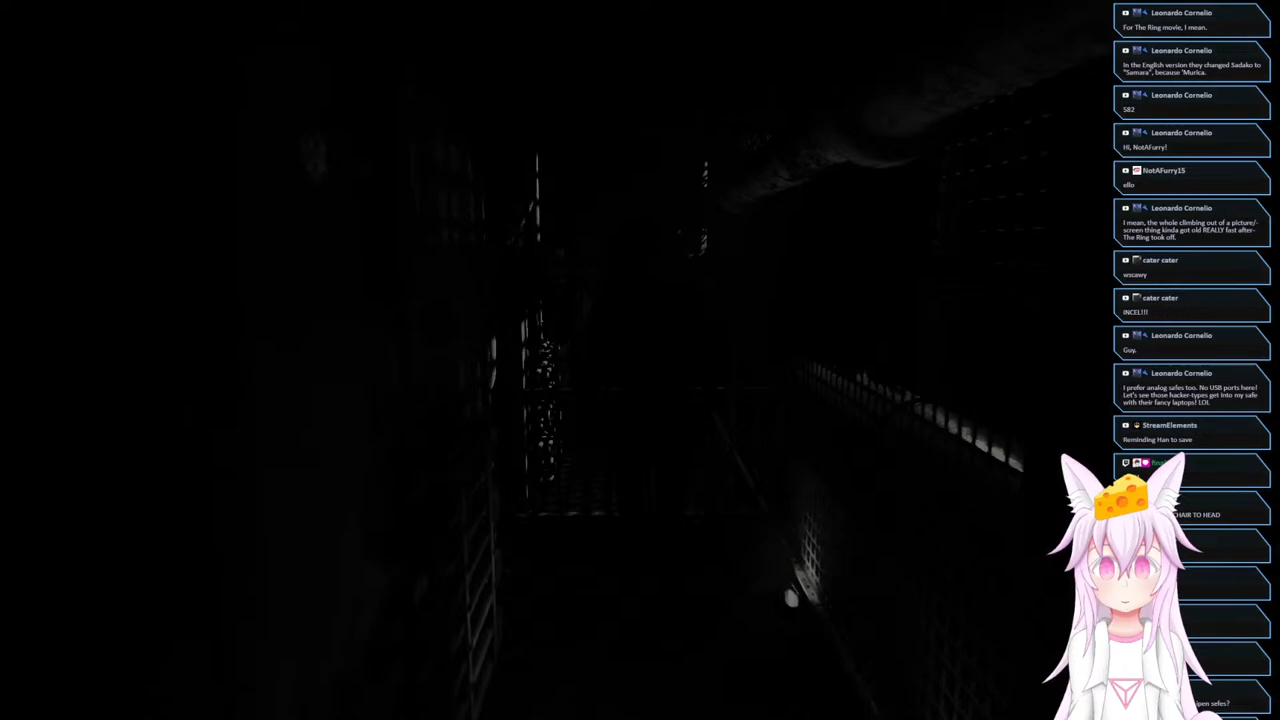 Leonardo Cornelio
For The Ring movie, I mean.
Leonardo Cornelio
In the English version they changed Sadako to
"Samara", because 'Murica.
Leonardo Cornelio
582
Leonardo Cornelio
Hi, NotAFurry!
NotAFurry15
ello
Leonardo Cornelio
I mean, the whole climbing out of a picture/-
screen thing kinda got old REALLY fast after-
The Ring took off.
cater cater
wscawy
cater cater
INCEL!!!
Leonardo Cornelio
Guy.
Leonardo Cornelio
I prefer analog safes too. No USB ports here!
Let's see those hacker-types get into my safe
with their fancy laptops! LOL
StreamElements
Reminding Han to save
HAIR TO HEAD
ipen sefes?